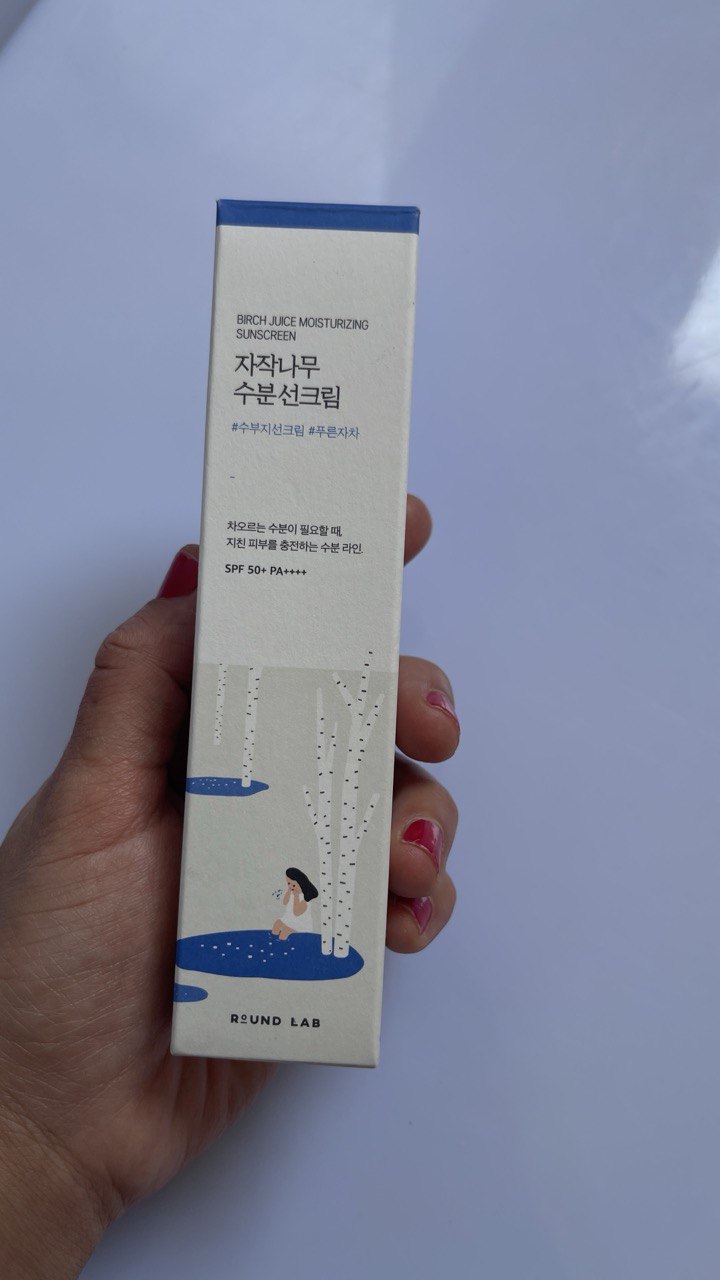 BIRCH JUICE MOISTURIZING
SUNSCREEN
자작나무
수분선크림
#수부지선크림 #푸른자차
차오르는 수분이 필요할 때,
지친 피부를 충전하는 수분 라인.
SPF 50+ PA++++
ROUND LAB